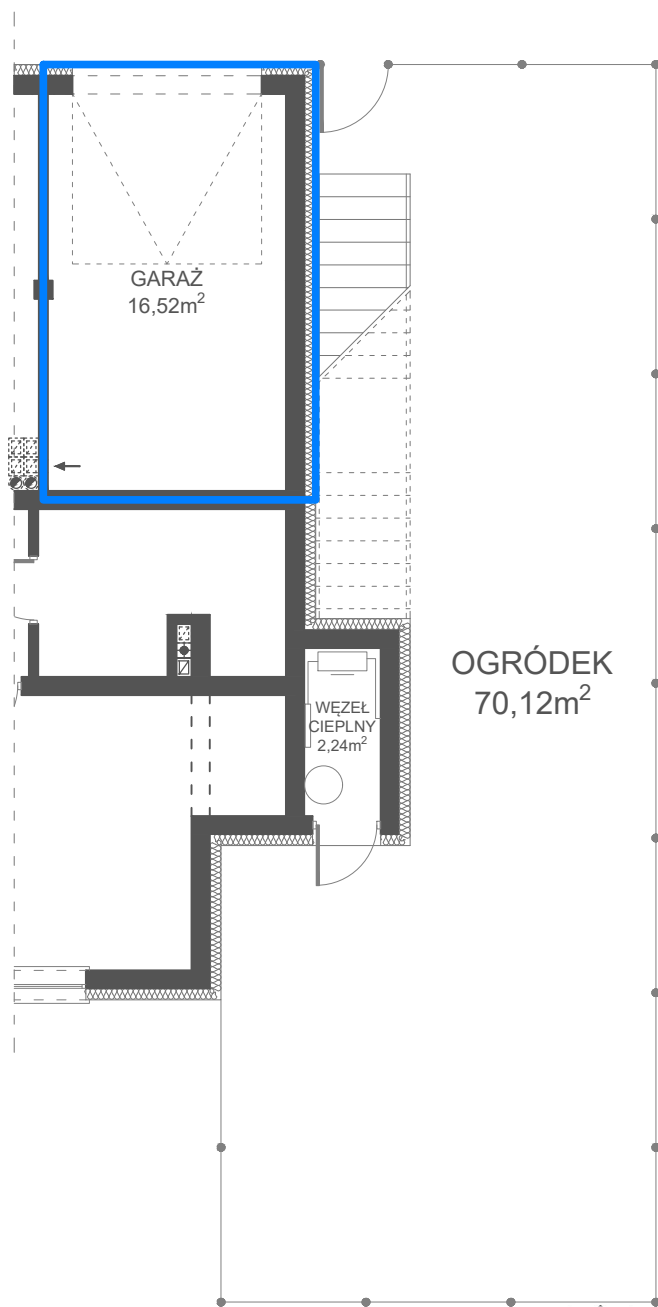 GARAŻ
16,52m²
OGRÓDEK
70,12m²
WĘZEŁ
CIEPLNY
2,24m²